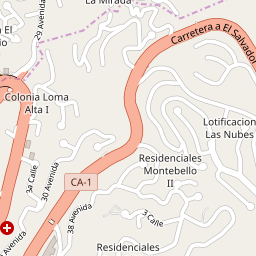 La Mirada
29 Avenida
Carretera a El Salvador
Colonia Loma
Alta I
Lotificacion
Las Nubes
Residenciales
Montebello
II
3a Calle
30 Avenida
CA-1
38 Avenida
3 Calle
Avenida
Residenciales